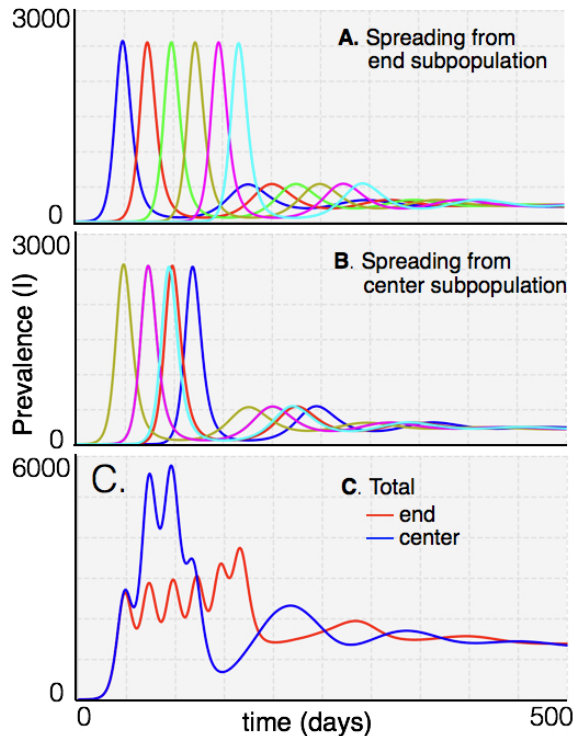 3000
A. Spreading from
end subpopulation
0
3000
B. Spreading from
center subpopulation
0
Prevalence (I)
6000
C.
C. Total
end
center
0
0
time (days)
500